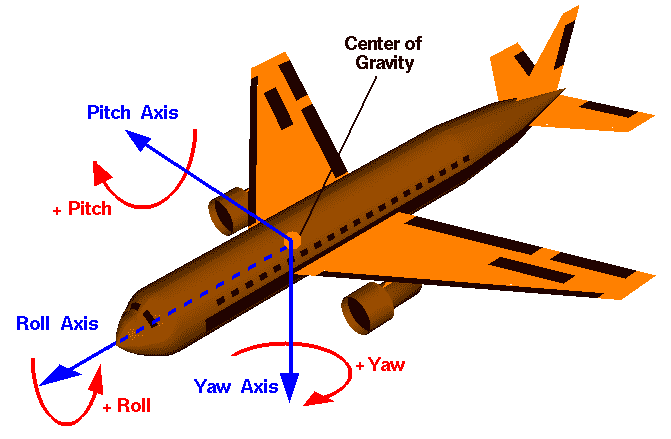 Center of
Gravity
Pitch Axis
+ Pitch
Roll Axis
+ Roll
Yaw Axis
+ Yaw